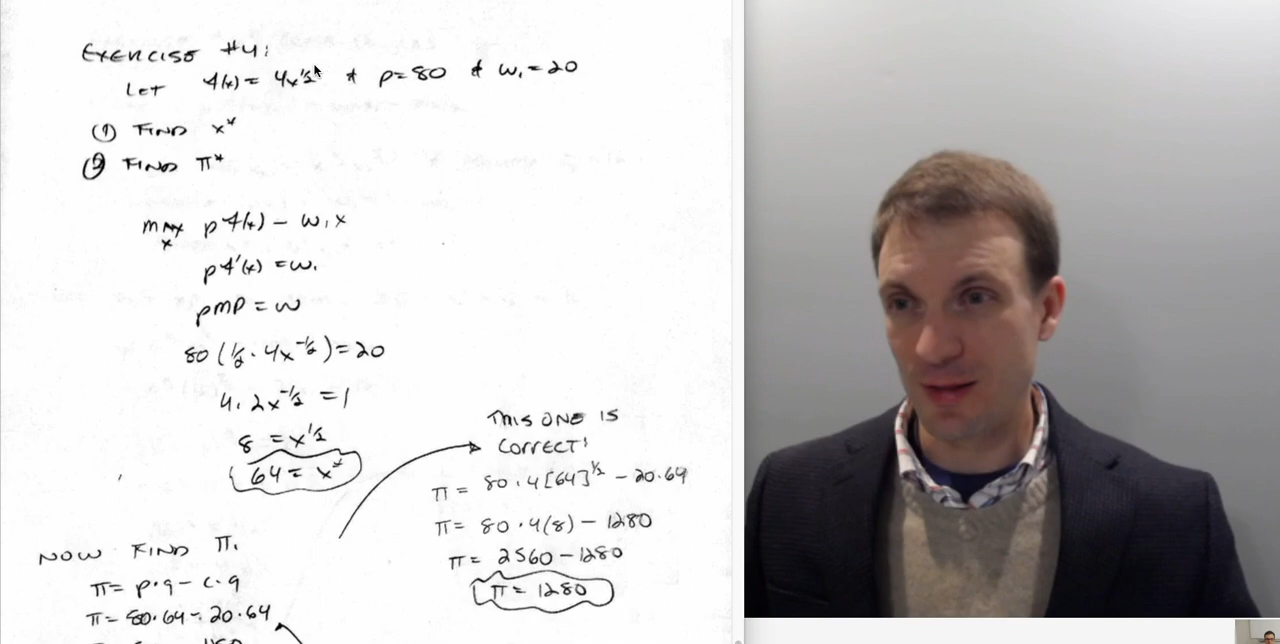 EXERCISE #4:
LET f(x) = 4x^½ & p = 80 & w₁ = 20
① FIND x*
② FIND π*
max p f(x) - w₁x
x
p f'(x) = w₁
pMP = w
80 (½ · 4x^-½) = 20
4 · 2x^-½ = 1
8 = x^½
64 = x*
THIS ONE IS
CORRECT!
π = 80 · 4[64]^½ - 20·64
π = 80 · 4(8) - 1280
π = 2560 - 1280
π = 1280
NOW FIND π.
π = p·q - c·q
π = 80·64 - 20·64